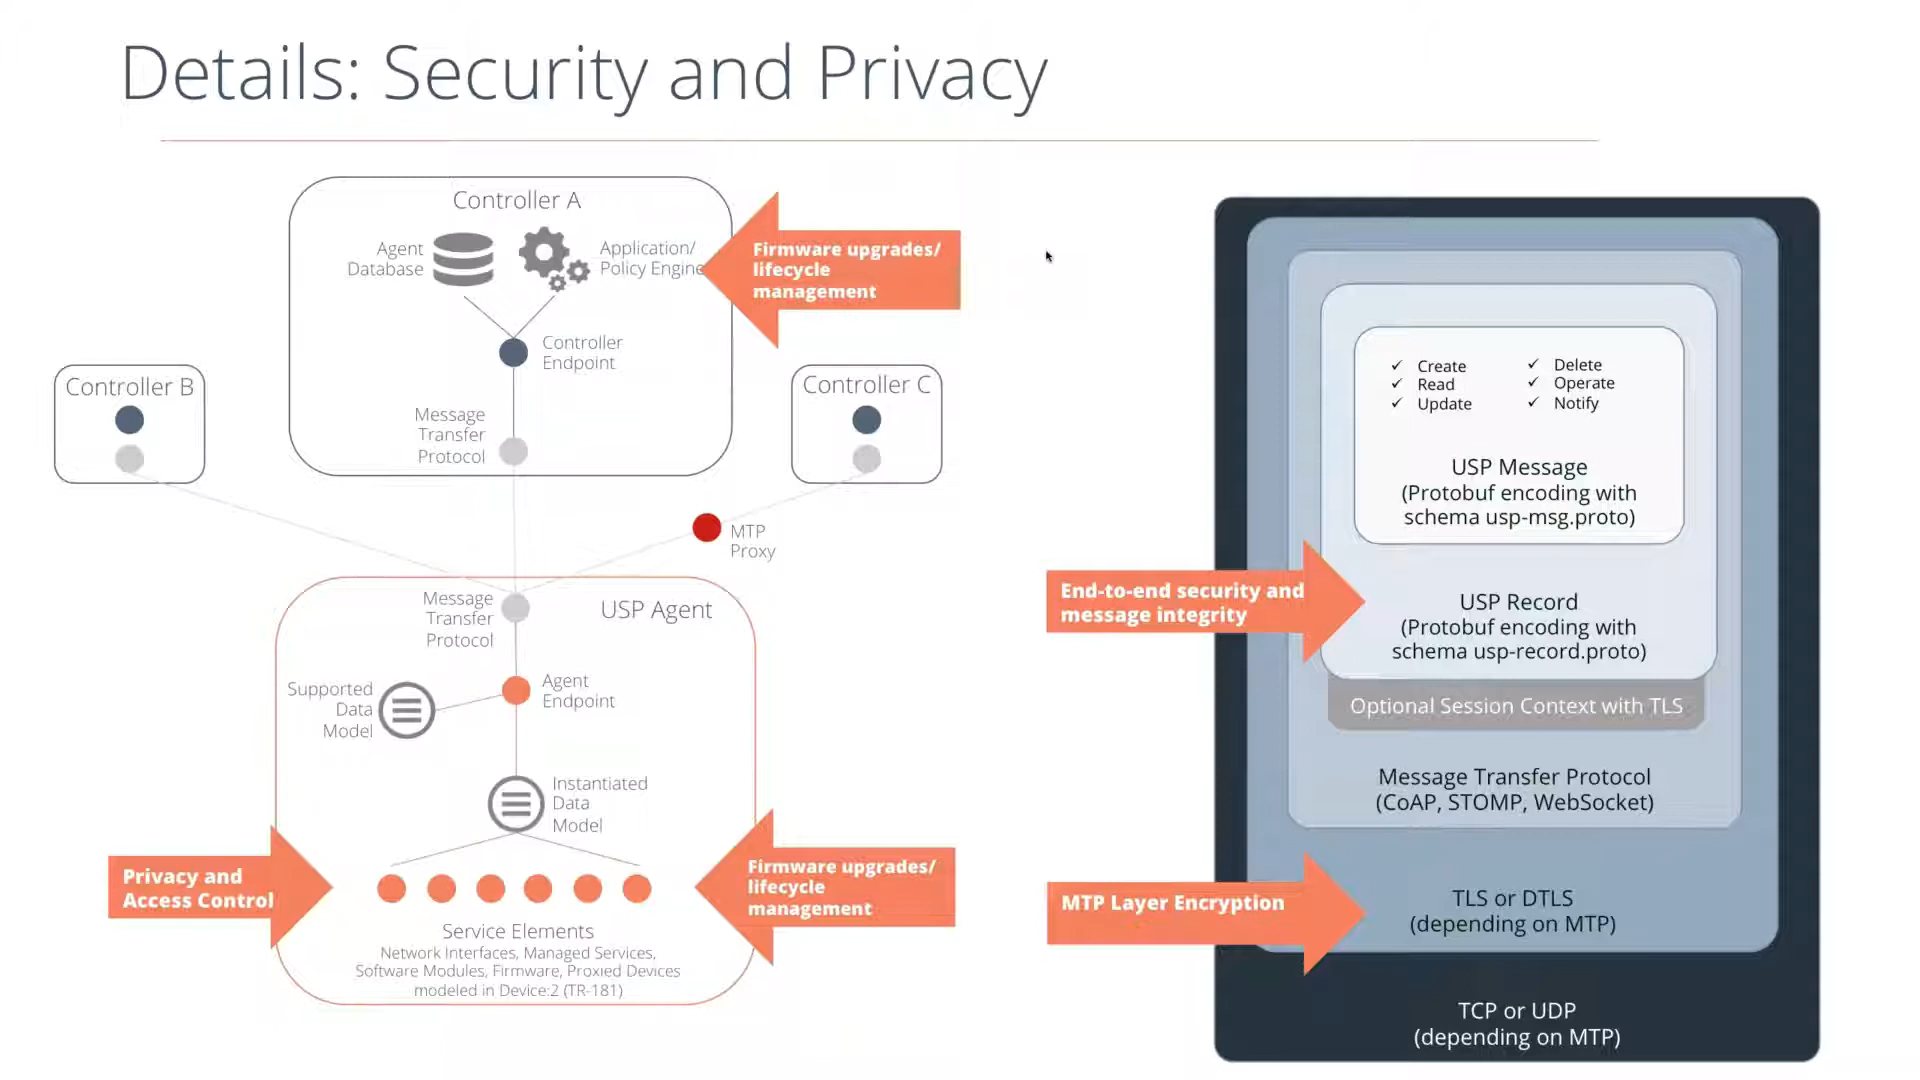 Details: Security and Privacy
Controller A
Agent
Database
Application/
Policy Engine
Firmware upgrades/
lifecycle
management
Controller
Endpoint
Message
Transfer
Protocol
Controller B
Controller C
MTP
Proxy
Message
Transfer
Protocol
USP Agent
Supported
Data
Model
Agent
Endpoint
Instantiated
Data
Model
Privacy and
Access Control
Firmware upgrades/
lifecycle
management
Service Elements
Network Interfaces, Managed Services,
Software Modules, Firmware, Proxied Devices
modeled in Device:2 (TR-181)
✓ Create
✓ Read
✓ Update
✓ Delete
✓ Operate
✓ Notify
USP Message
(Protobuf encoding with
schema usp-msg.proto)
End-to-end security and
message integrity
USP Record
(Protobuf encoding with
schema usp-record.proto)
Optional Session Context with TLS
Message Transfer Protocol
(CoAP, STOMP, WebSocket)
MTP Layer Encryption
TLS or DTLS
(depending on MTP)
TCP or UDP
(depending on MTP)